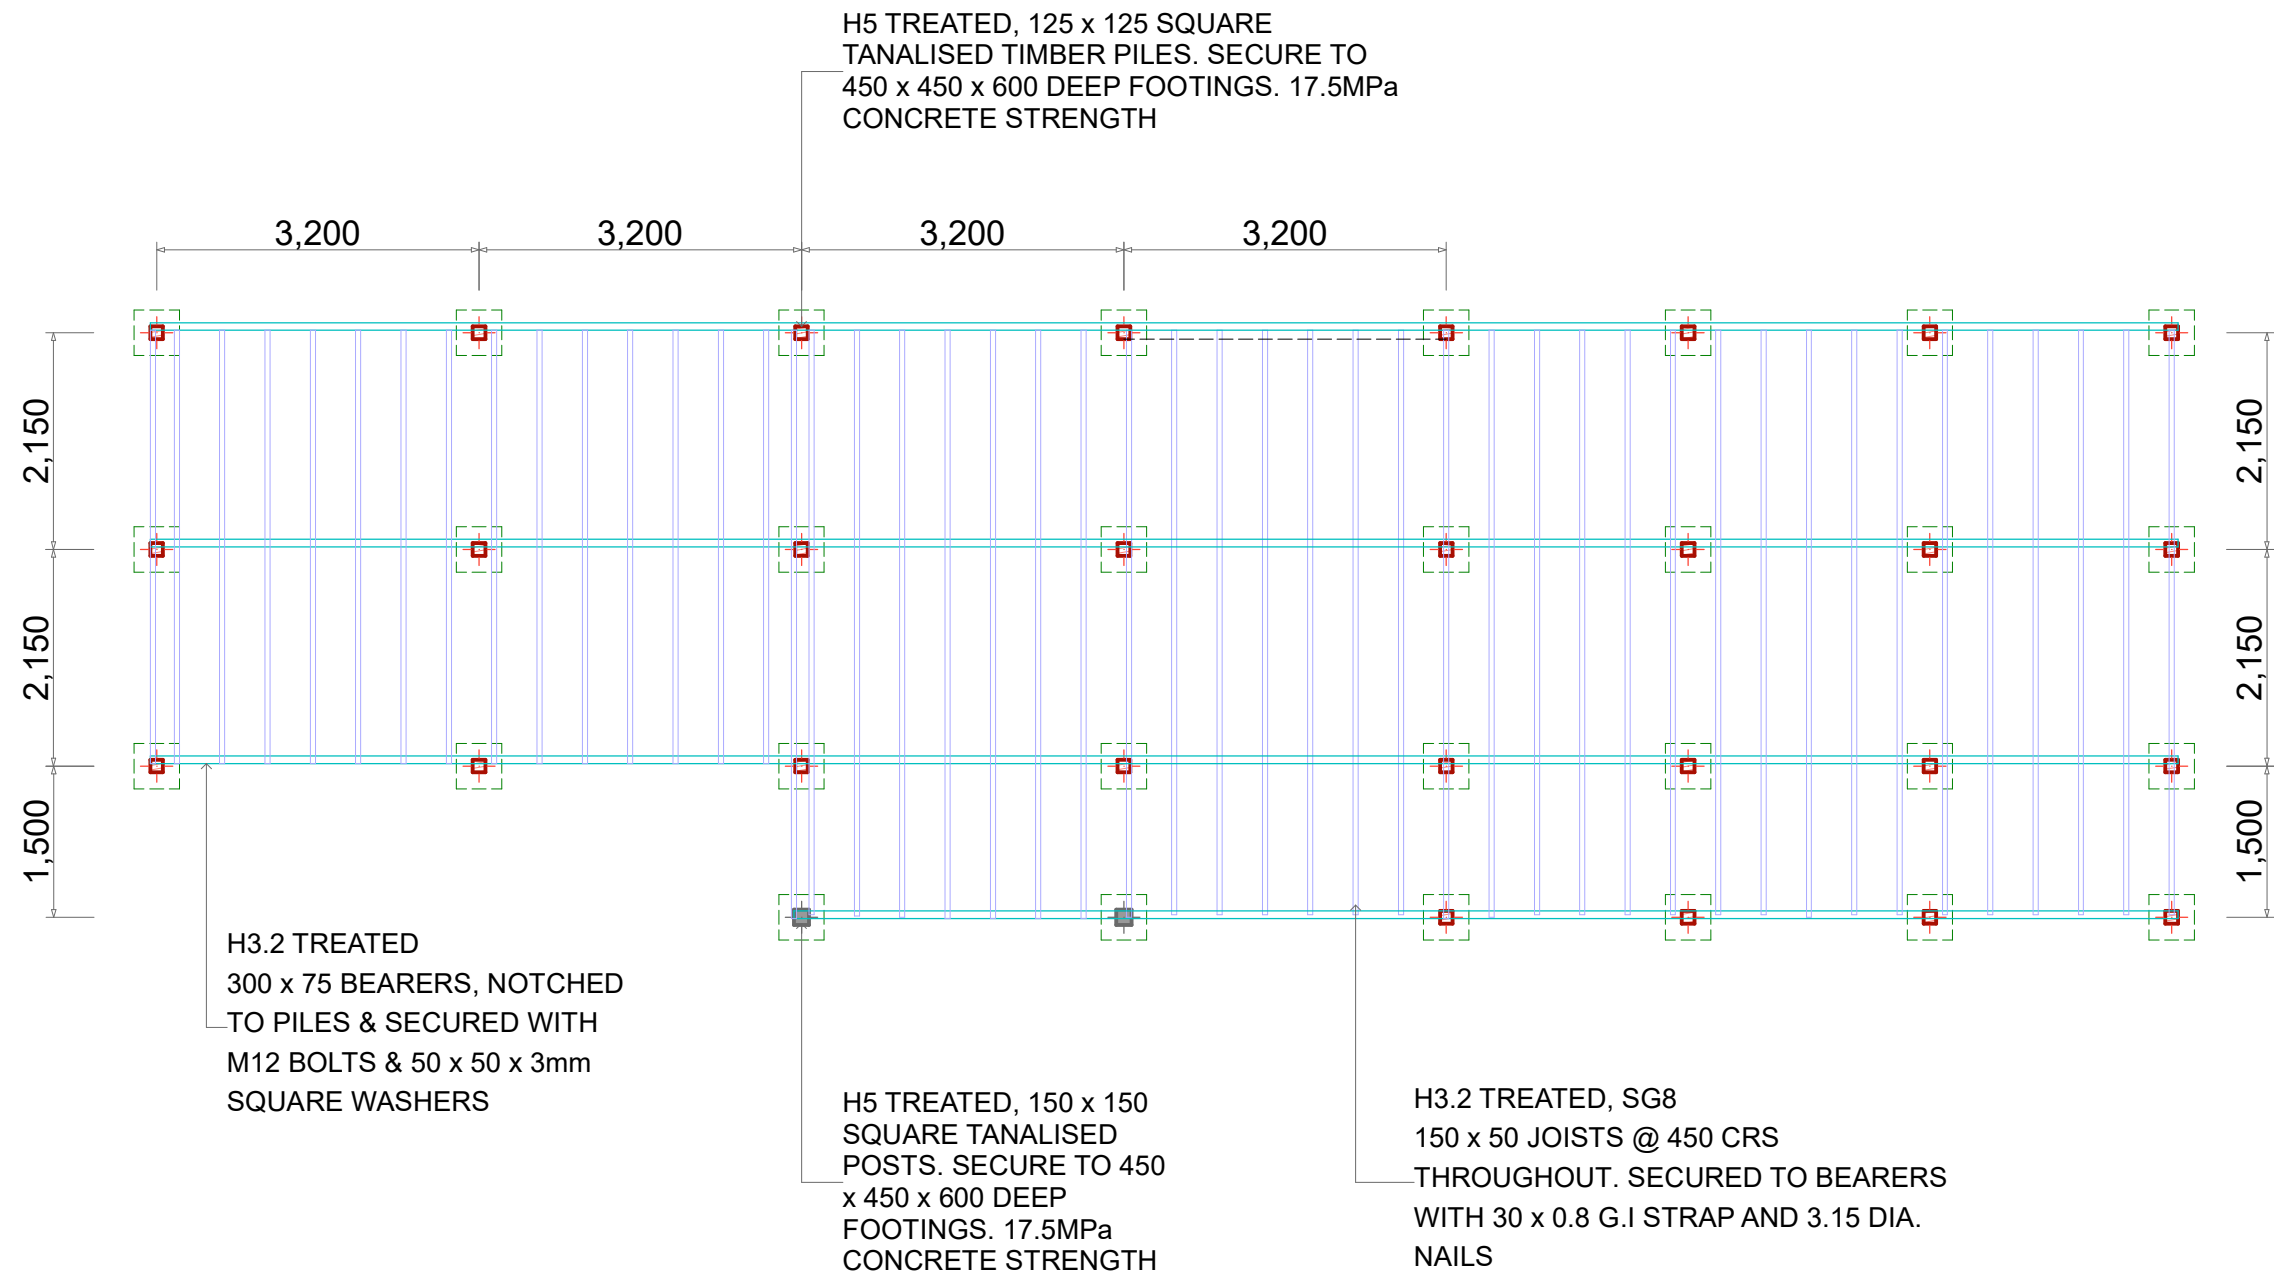 H5 TREATED, 125 x 125 SQUARE
TANALISED TIMBER PILES. SECURE TO
450 x 450 x 600 DEEP FOOTINGS. 17.5MPa
CONCRETE STRENGTH
3,200
3,200
3,200
3,200
2,150
2,150
2,150
2,150
1,500
1,500
H3.2 TREATED
300 x 75 BEARERS, NOTCHED
TO PILES & SECURED WITH
M12 BOLTS & 50 x 50 x 3mm
SQUARE WASHERS
H5 TREATED, 150 x 150
SQUARE TANALISED
POSTS. SECURE TO 450
x 450 x 600 DEEP
FOOTINGS. 17.5MPa
CONCRETE STRENGTH
H3.2 TREATED, SG8
150 x 50 JOISTS @ 450 CRS
THROUGHOUT. SECURED TO BEARERS
WITH 30 x 0.8 G.I STRAP AND 3.15 DIA.
NAILS